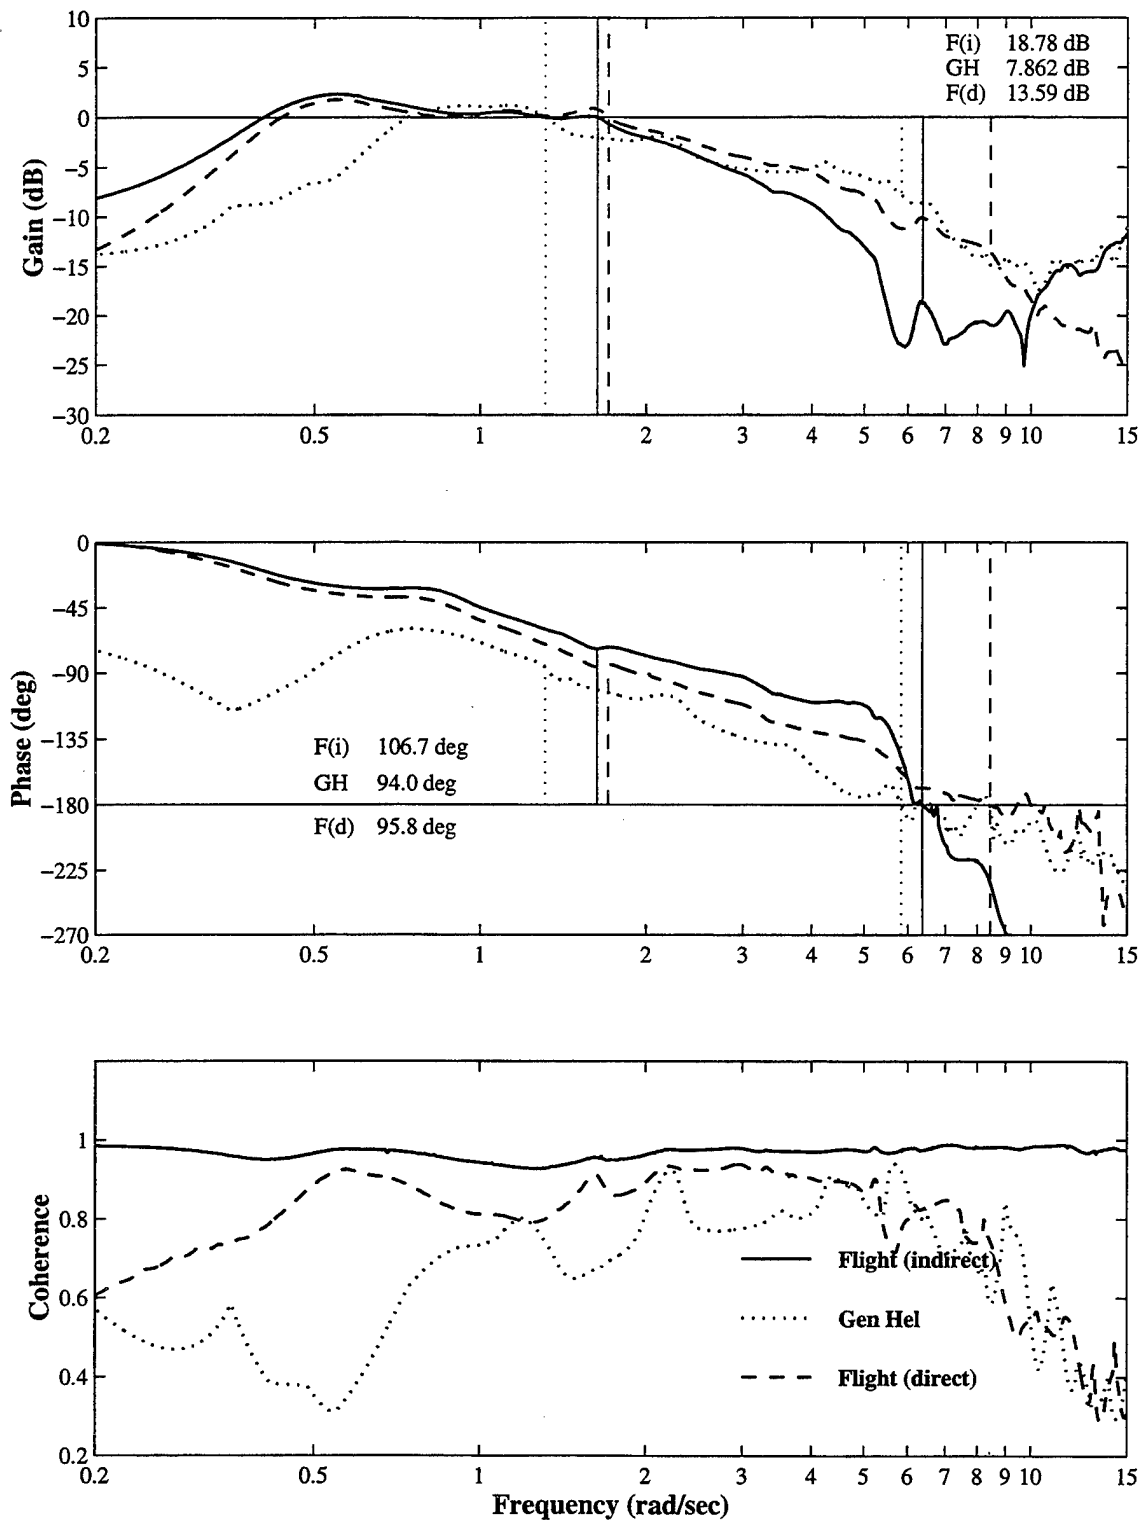 10
5
0
−5
−10
−15
−20
−25
−30
Gain (dB)
F(i) 18.78 dB
GH 7.862 dB
F(d) 13.59 dB
0.2 0.5 1 2 3 4 5 6 7 8 9 10 15
0
−45
−90
−135
−180
−225
−270
Phase (deg)
F(i) 106.7 deg
GH 94.0 deg
F(d) 95.8 deg
0.2 0.5 1 2 3 4 5 6 7 8 9 10 15
1
0.8
0.6
0.4
0.2
Coherence
Flight (indirect)
Gen Hel
Flight (direct)
0.2 0.5 1 2 3 4 5 6 7 8 9 10 15
Frequency (rad/sec)